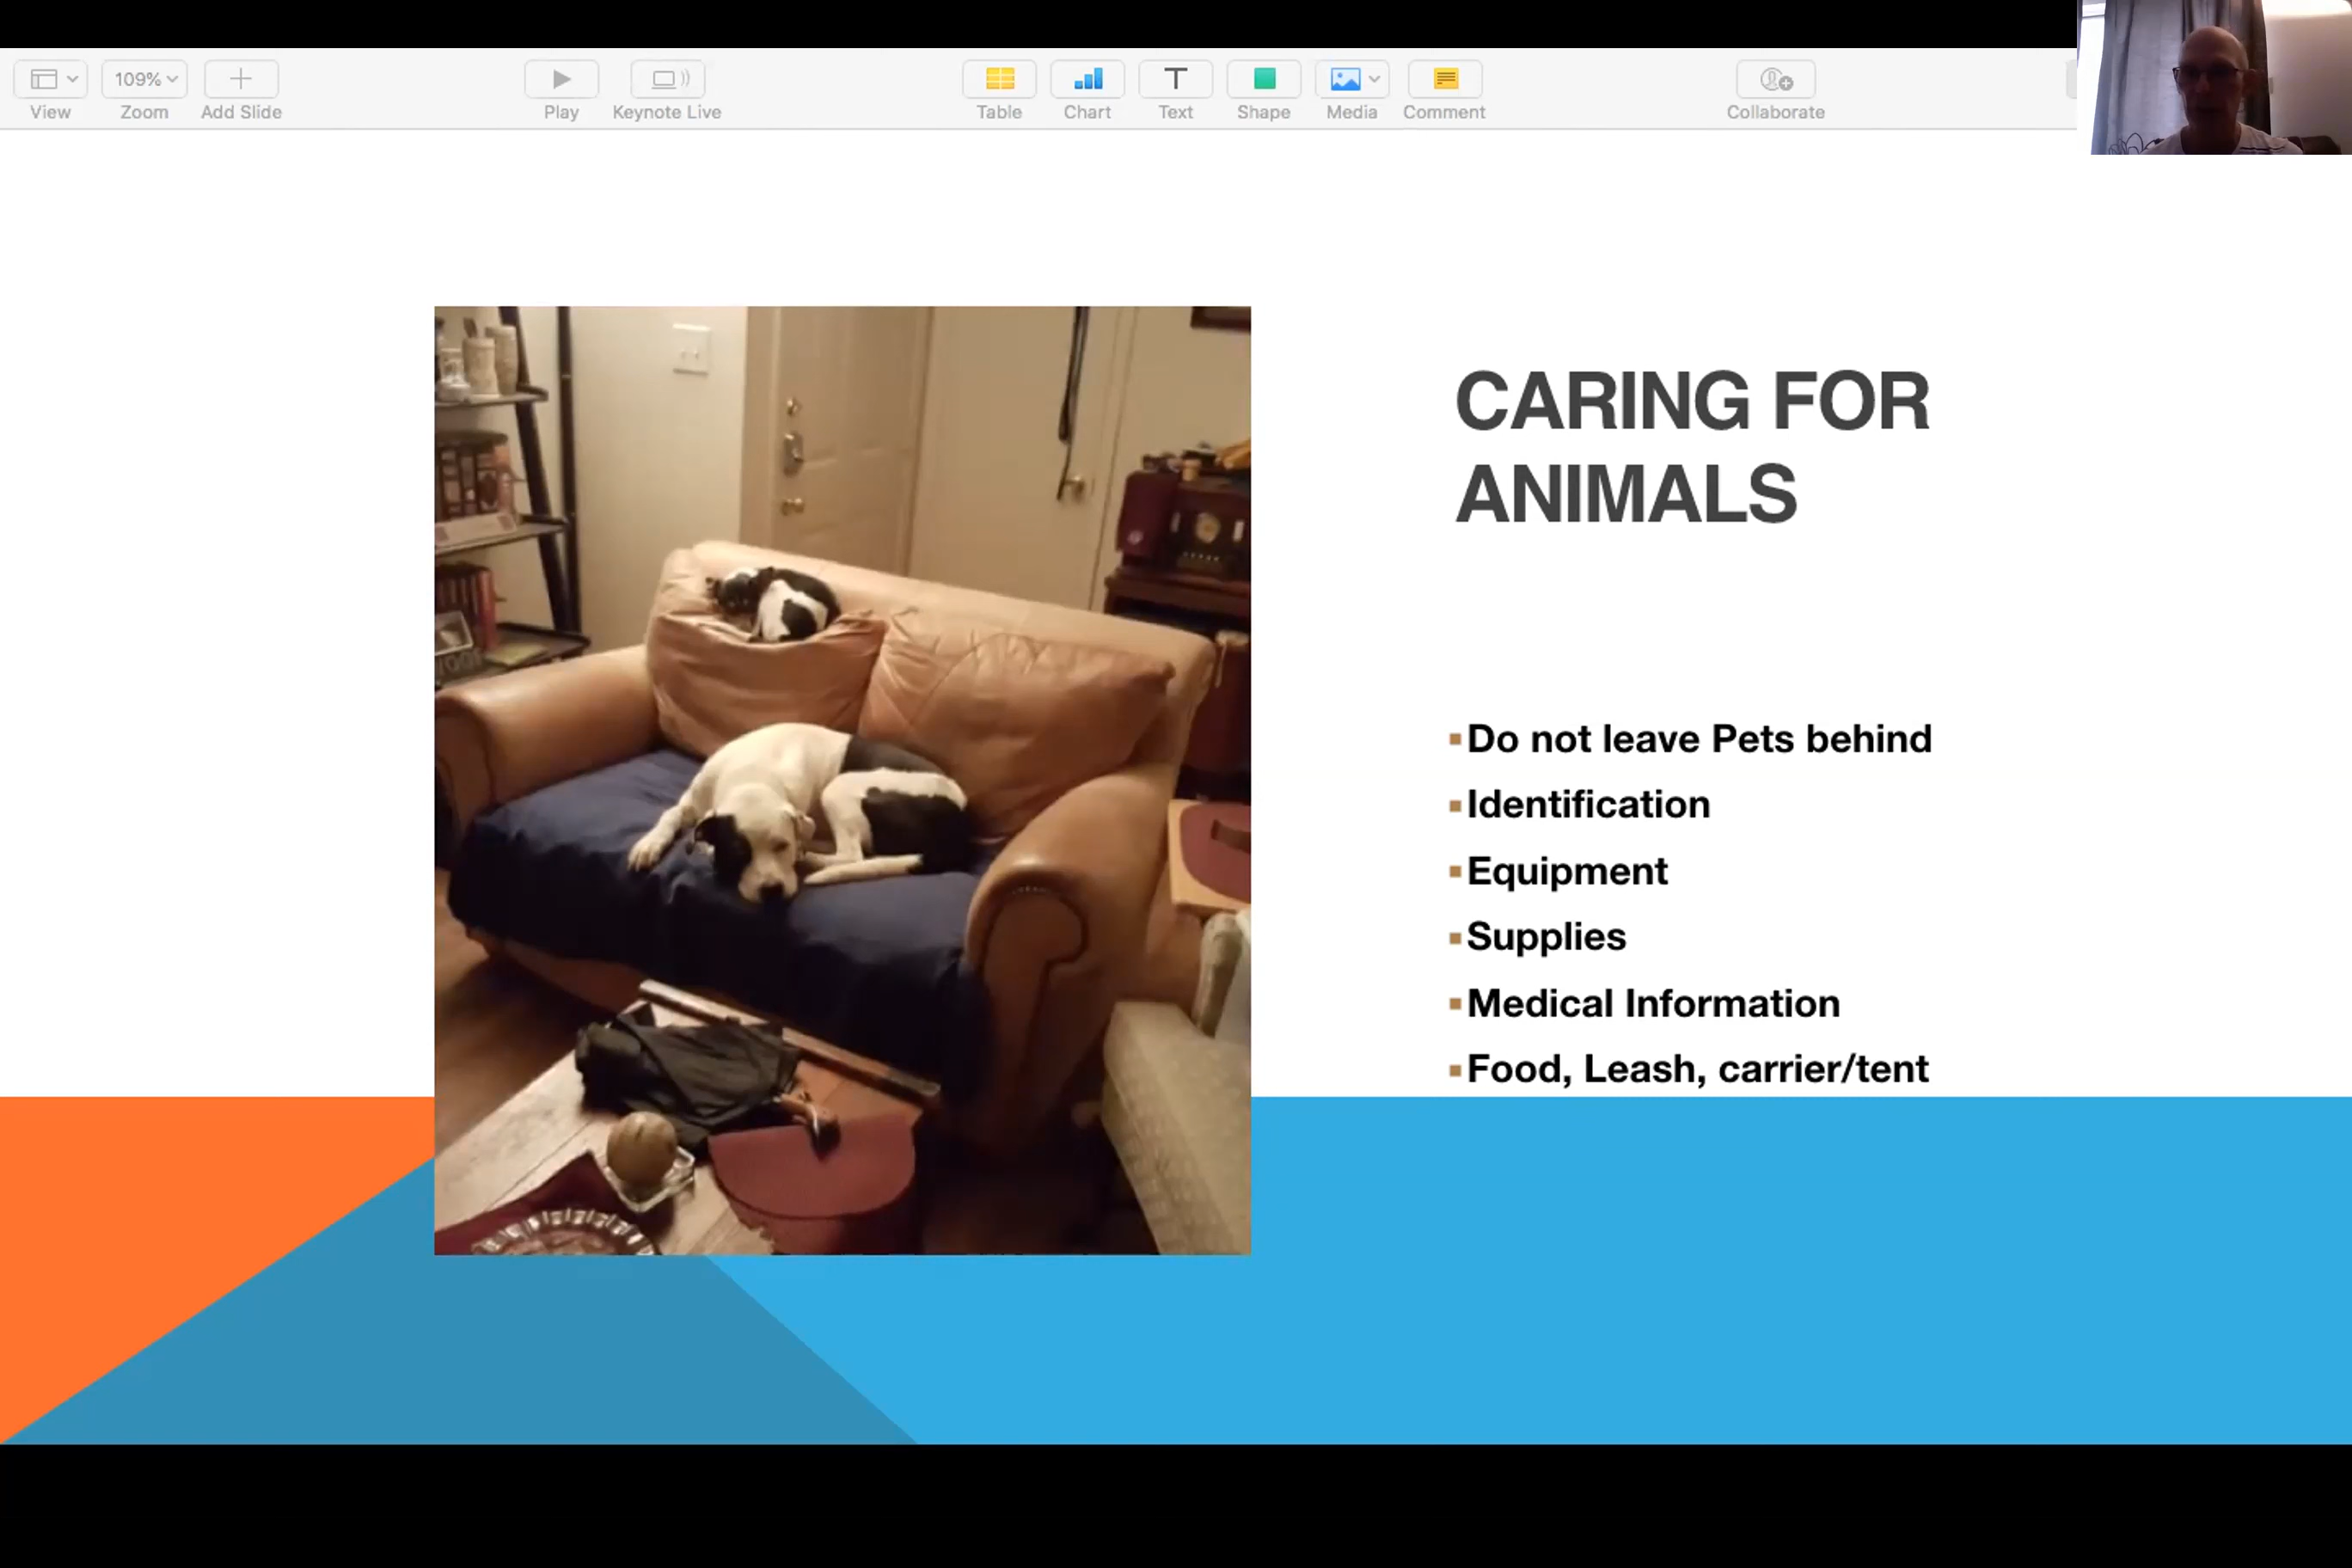 109%
View
Zoom
Add Slide
Play
Keynote Live
Table
Chart
Text
Shape
Media
Comment
Collaborate
CARING FOR
ANIMALS
Do not leave Pets behind
Identification
Equipment
Supplies
Medical Information
Food, Leash, carrier/tent